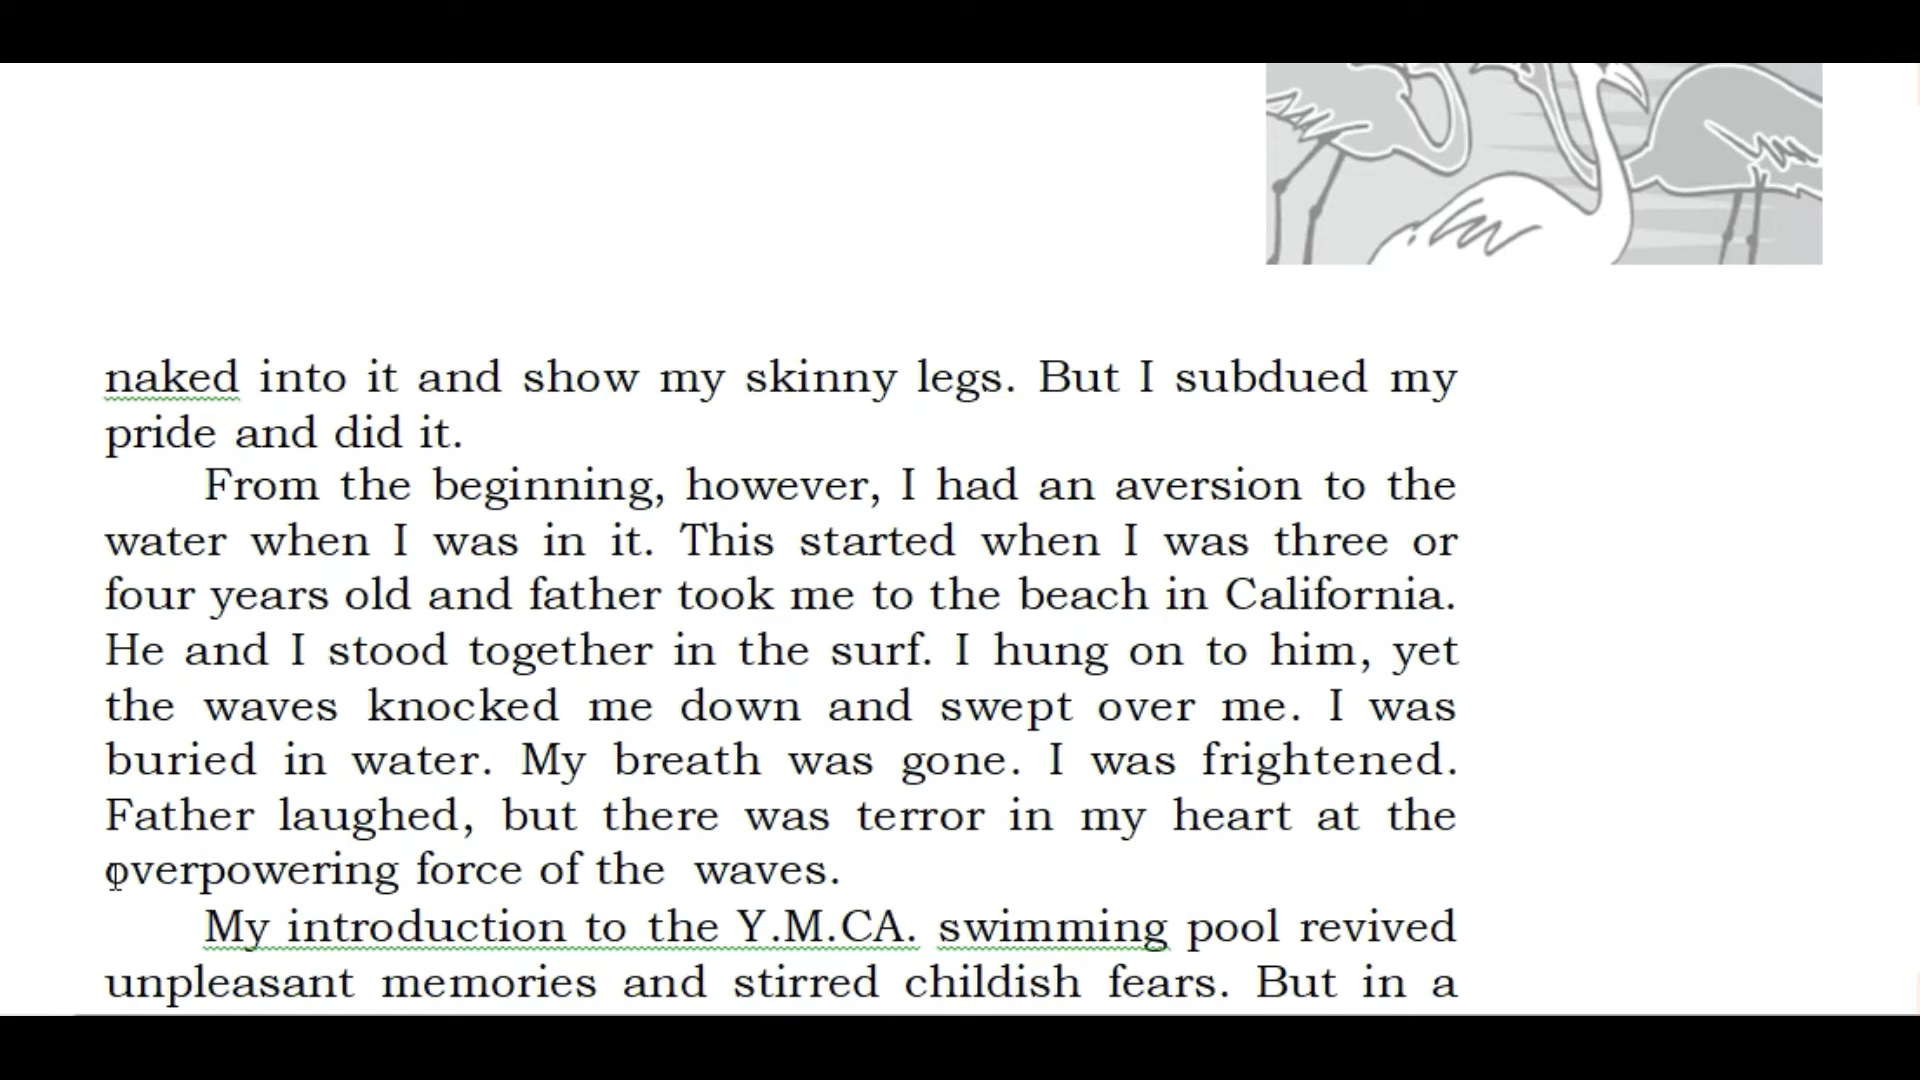 naked into it and show my skinny legs. But I subdued my
pride and did it.
From the beginning, however, I had an aversion to the
water when I was in it. This started when I was three or
four years old and father took me to the beach in California.
He and I stood together in the surf. I hung on to him, yet
the waves knocked me down and swept over me. I was
buried in water. My breath was gone. I was frightened.
Father laughed, but there was terror in my heart at the
overpowering force of the waves.
My introduction to the Y.M.CA. swimming pool revived
unpleasant memories and stirred childish fears. But in a